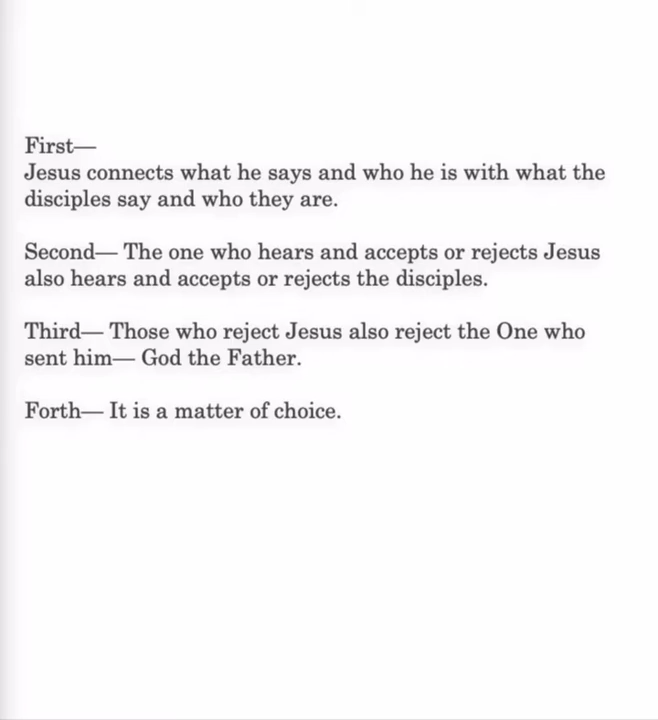 First—
Jesus connects what he says and who he is with what the
disciples say and who they are.
Second— The one who hears and accepts or rejects Jesus
also hears and accepts or rejects the disciples.
Third— Those who reject Jesus also reject the One who
sent him— God the Father.
Forth— It is a matter of choice.